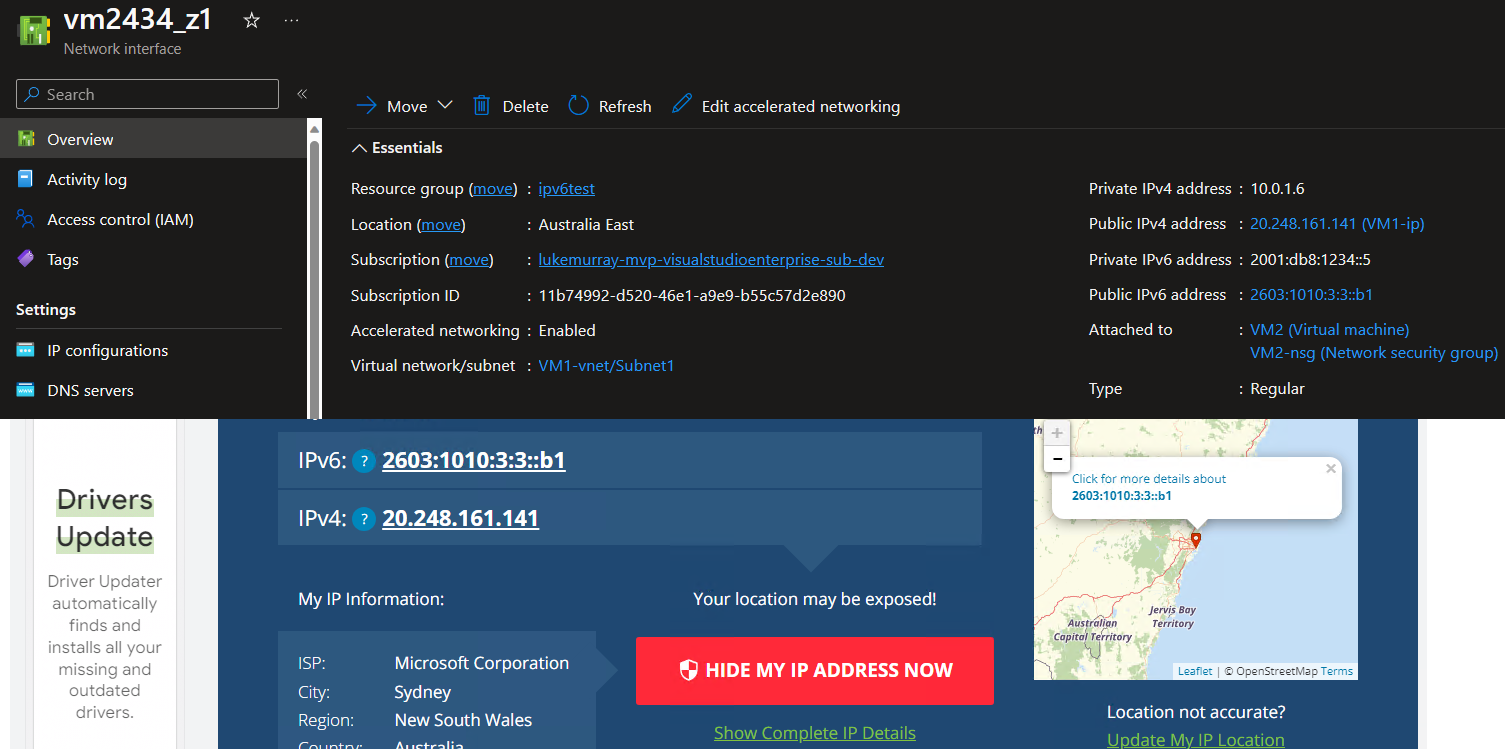 vm2434_z1
Network interface
Search
Move
Delete
Refresh
Edit accelerated networking
Overview
Activity log
Access control (IAM)
Tags
Settings
IP configurations
DNS servers
Essentials
Resource group (move) : ipv6test
Location (move) : Australia East
Subscription (move) : lukemurray-mvp-visualstudioenterprise-sub-dev
Subscription ID : 11b74992-d520-46e1-a9e9-b55c57d2e890
Accelerated networking : Enabled
Virtual network/subnet : VM1-vnet/Subnet1
Private IPv4 address : 10.0.1.6
Public IPv4 address : 20.248.161.141 (VM1-ip)
Private IPv6 address : 2001:db8:1234::5
Public IPv6 address : 2603:1010:3:3::b1
Attached to : VM2 (Virtual machine)
VM2-nsg (Network security group)
Type : Regular
Drivers
Update
Driver Updater
automatically
finds and
installs all your
missing and
outdated
drivers.
IPv6: ? 2603:1010:3:3::b1
IPv4: ? 20.248.161.141
My IP Information:
ISP: Microsoft Corporation
City: Sydney
Region: New South Wales
Country: Australia
Your location may be exposed!
HIDE MY IP ADDRESS NOW
Show Complete IP Details
+
−
Click for more details about
2603:1010:3:3::b1
×
Jervis Bay
Territory
Australian
Capital Territory
Leaflet | © OpenStreetMap Terms
Location not accurate?
Update My IP Location